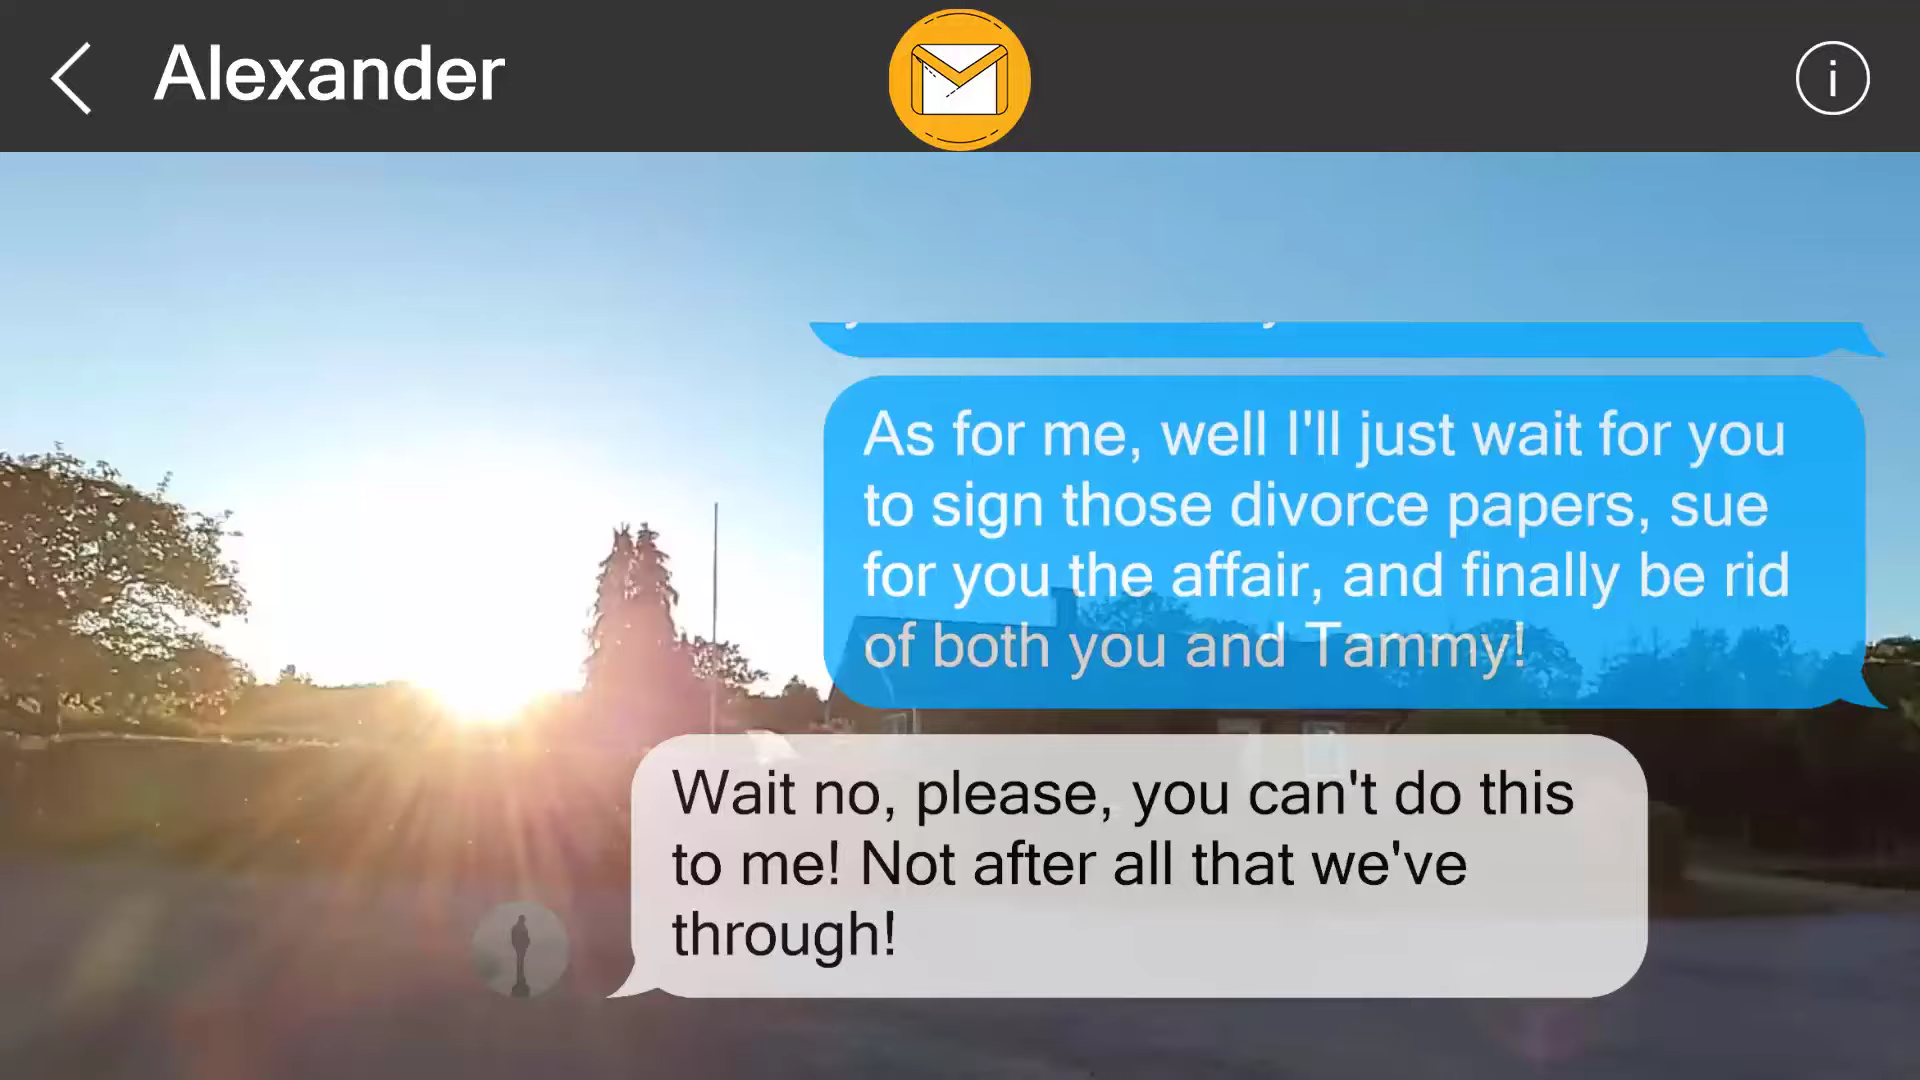 Alexander
As for me, well I'll just wait for you
to sign those divorce papers, sue
for you the affair, and finally be rid
of both you and Tammy!
Wait no, please, you can't do this
to me! Not after all that we've
through!